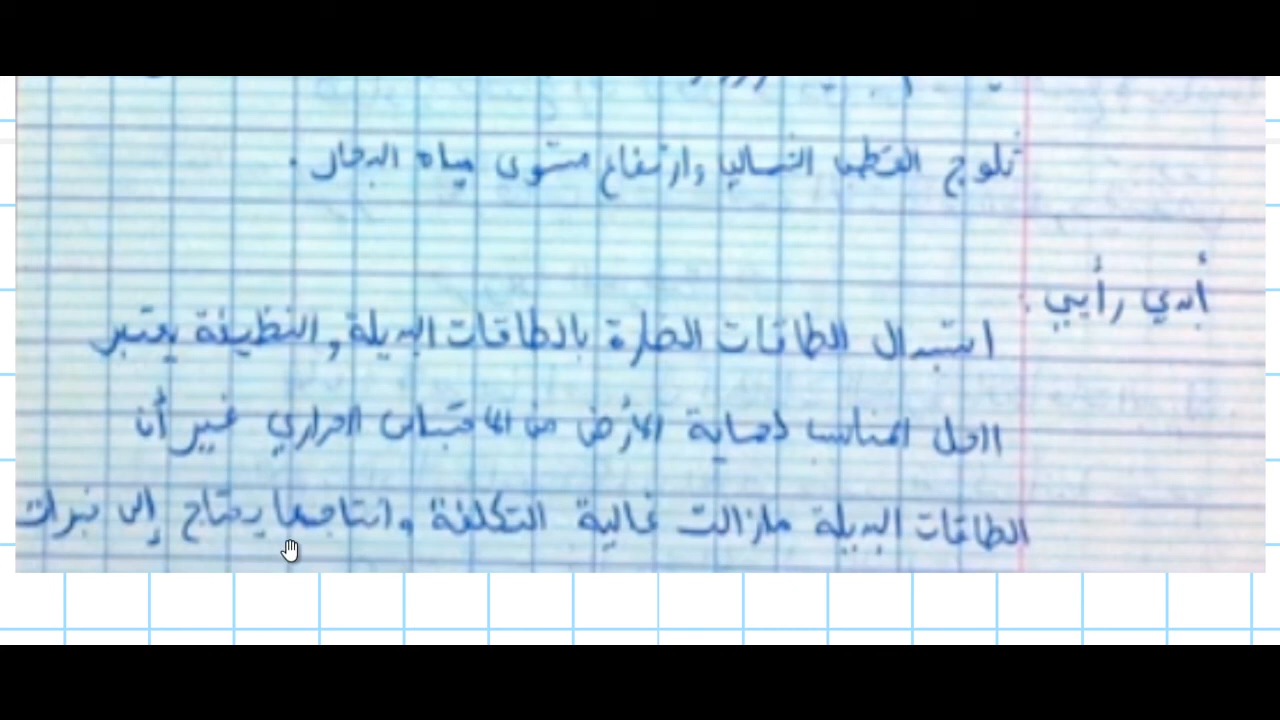 ثلوج القطب الشمالي وارتفاع مستوى مياه البحار .
أبدي رأيي :
استبدال الطاقات الضارة بالطاقات البديلة والنظيفة يعتبر
الحل المناسب لحماية الأرض من الاحتباس الحراري غير أن
الطاقات البديلة مازالت غالية التكلفة وانتاجها يحتاج إلى خبرات